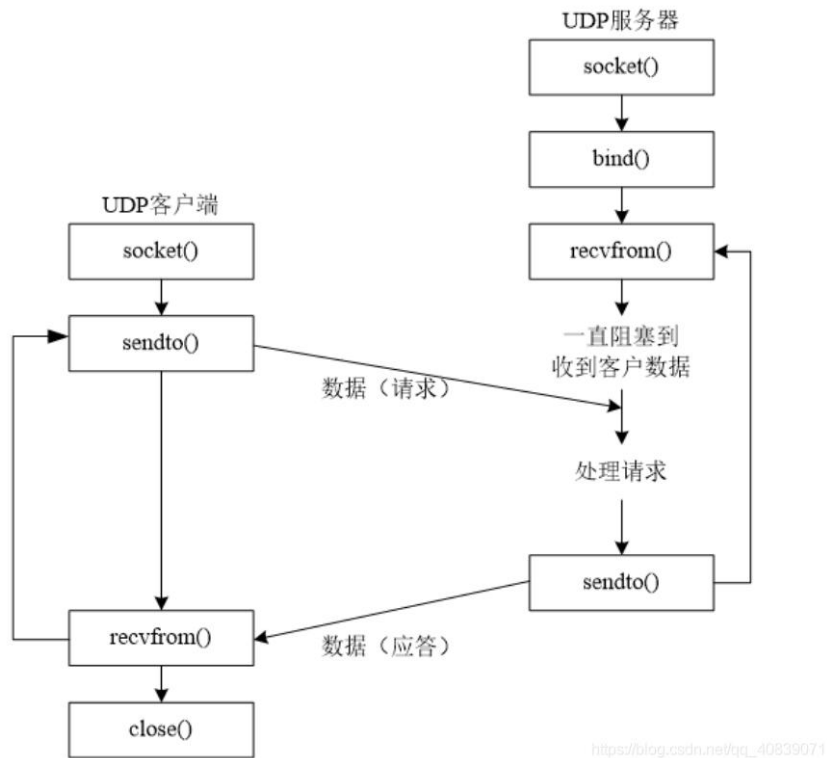 UDP服务器
socket()
bind()
UDP客户端
socket()
recvfrom()
sendto()
一直阻塞到
收到客户数据
数据（请求）
处理请求
sendto()
recvfrom()
数据（应答）
close()
https://blog.csdn.net/qq_40839071